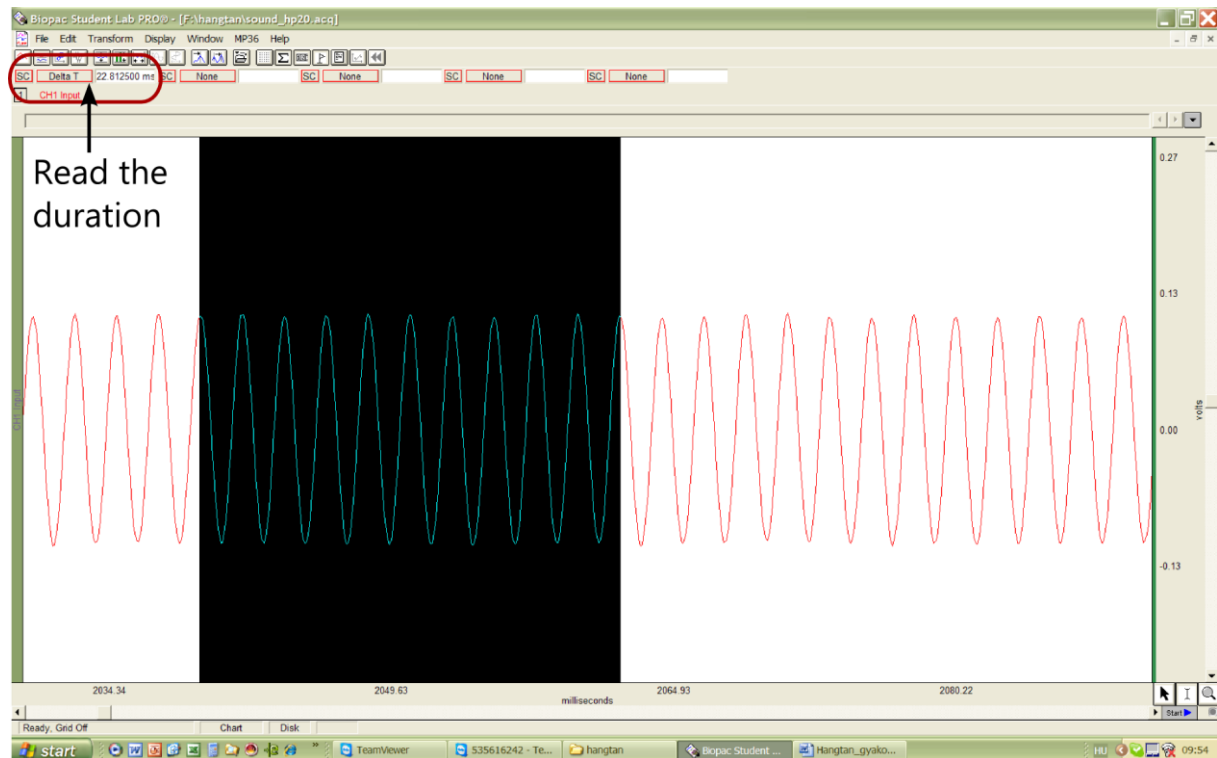 Biopac Student Lab PRO® - [F:\hangtan\sound_hp20.acq]
File Edit Transform Display Window MP36 Help
SC Delta T 22.812500 ms SC None SC None SC None SC None
1 CH1 Input
Read the
duration
0.27
0.13
CH1 Input
volts
0.00
-0.13
2034.34 2049.63 2064.93 2080.22
milliseconds
Start
Ready, Grid Off Chart Disk
start TeamViewer 535616242 - Te... hangtan Biopac Student ... Hangtan_gyako... HU 09:54